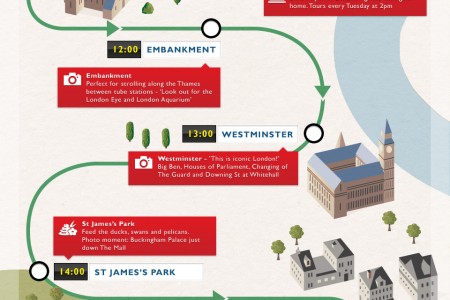 home. Tours every Tuesday at 2pm
12:00 EMBANKMENT
Embankment
Perfect for strolling along the Thames
between tube stations - 'Look out for the
London Eye and London Aquarium'
13:00 WESTMINSTER
Westminster - 'This is iconic London!'
Big Ben, Houses of Parliament, Changing of
The Guard and Downing St at Whitehall
St James's Park
Feed the ducks, swans and pelicans.
Photo moment: Buckingham Palace just
down The Mall
14:00 ST JAMES'S PARK